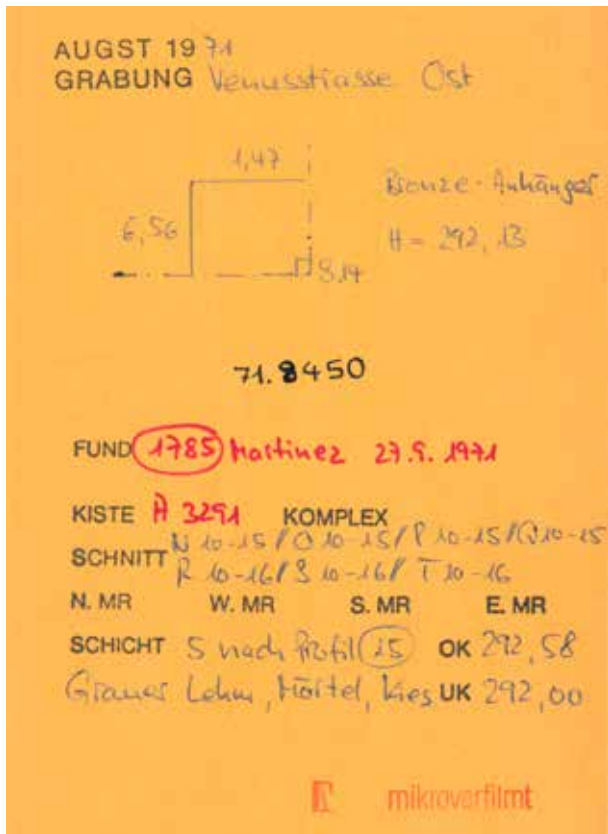 AUGST 1971
GRABUNG Venusstrasse Ost
1,47
Bronze-Anhänger
6,56
H = 292,13
8,14
71.8450
FUND 1785 Martinez 27.9.1971
KISTE A 3291 KOMPLEX
SCHNITT N 10-15 / O 10-15 / P 10-15 / Q 10-15
R 10-16 / S 10-16 / T 10-16
N. MR W. MR S. MR E. MR
SCHICHT 5 nach Profil 15 OK 292,58
Grauer Lehm, Mörtel, Kies UK 292,00
mikroverfilmt